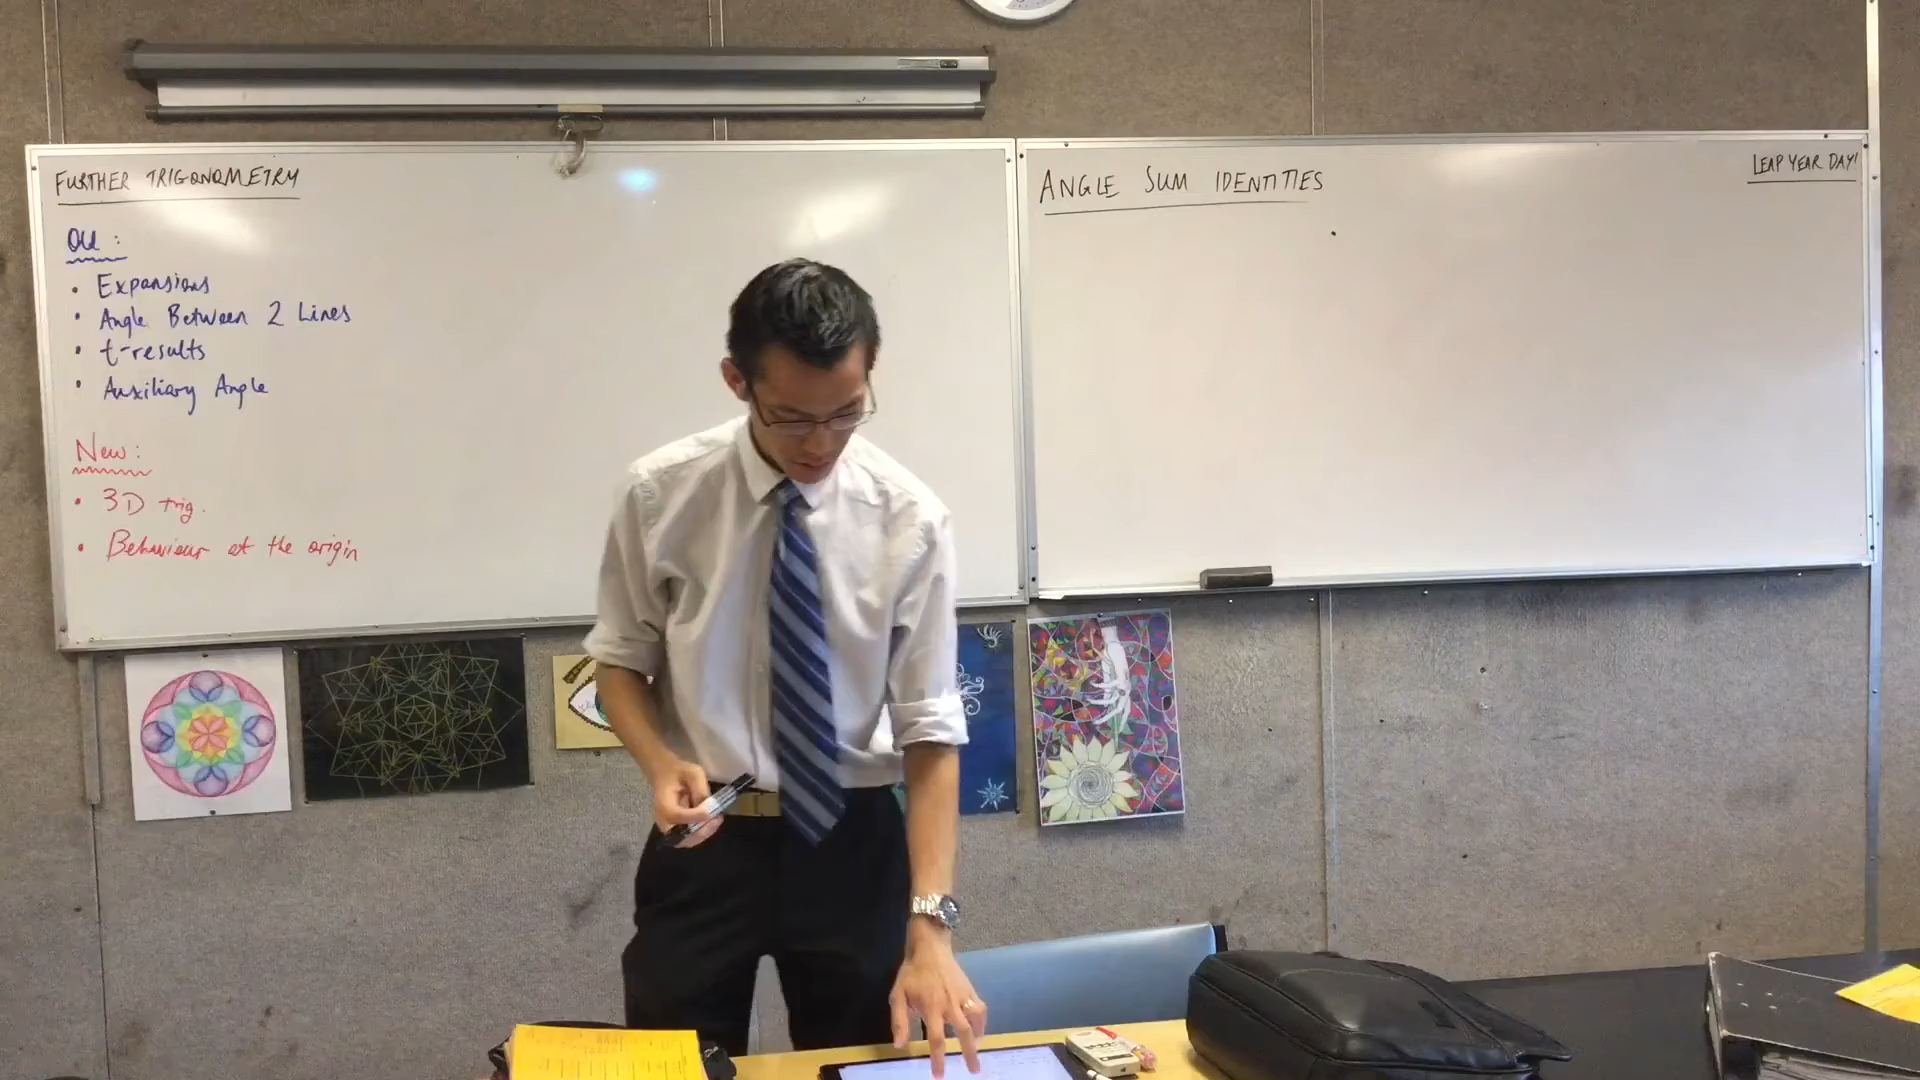 FURTHER TRIGONOMETRY
Old :
• Expansions
• Angle Between 2 Lines
• t-results
• Auxiliary Angle
New :
• 3D trig.
• Behaviour at the origin
ANGLE SUM IDENTITIES
LEAP YEAR DAY!